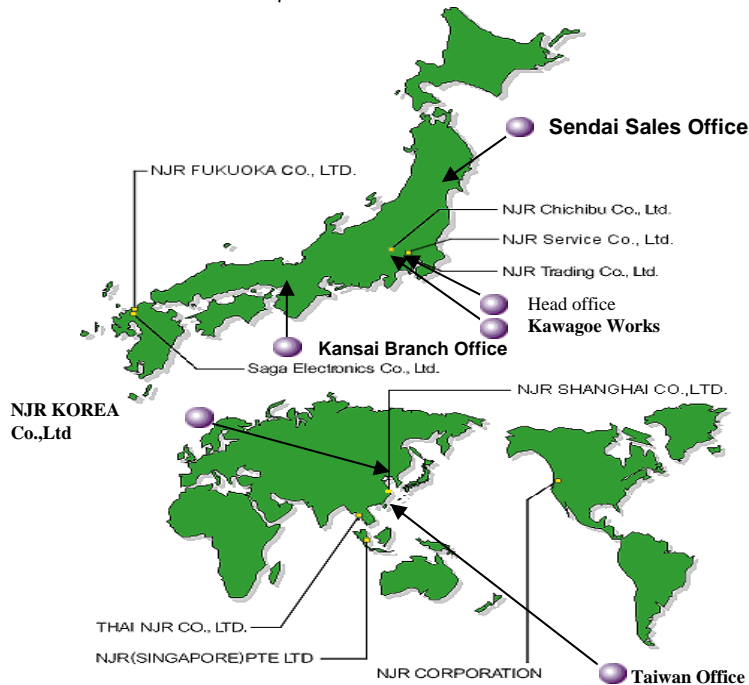 Sendai Sales Office
NJR FUKUOKA CO., LTD.
NJR Chichibu Co., Ltd.
NJR Service Co., Ltd.
NJR Trading Co., Ltd.
Head office
Kawagoe Works
Kansai Branch Office
Saga Electronics Co., Ltd.
NJR KOREA
Co.,Ltd
NJR SHANGHAI CO.,LTD.
THAI NJR CO., LTD.
NJR(SINGAPORE)PTE LTD
NJR CORPORATION
Taiwan Office